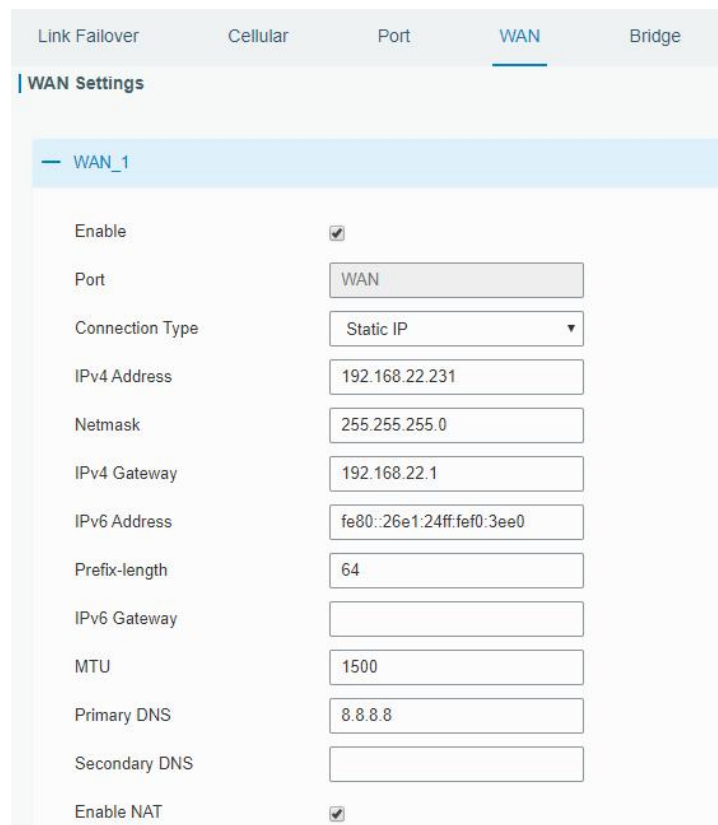 Link Failover Cellular Port WAN Bridge
WAN Settings
WAN_1
Enable
Port WAN
Connection Type Static IP
IPv4 Address 192.168.22.231
Netmask 255.255.255.0
IPv4 Gateway 192.168.22.1
IPv6 Address fe80::26e1:24ff:fef0:3ee0
Prefix-length 64
IPv6 Gateway
MTU 1500
Primary DNS 8.8.8.8
Secondary DNS
Enable NAT